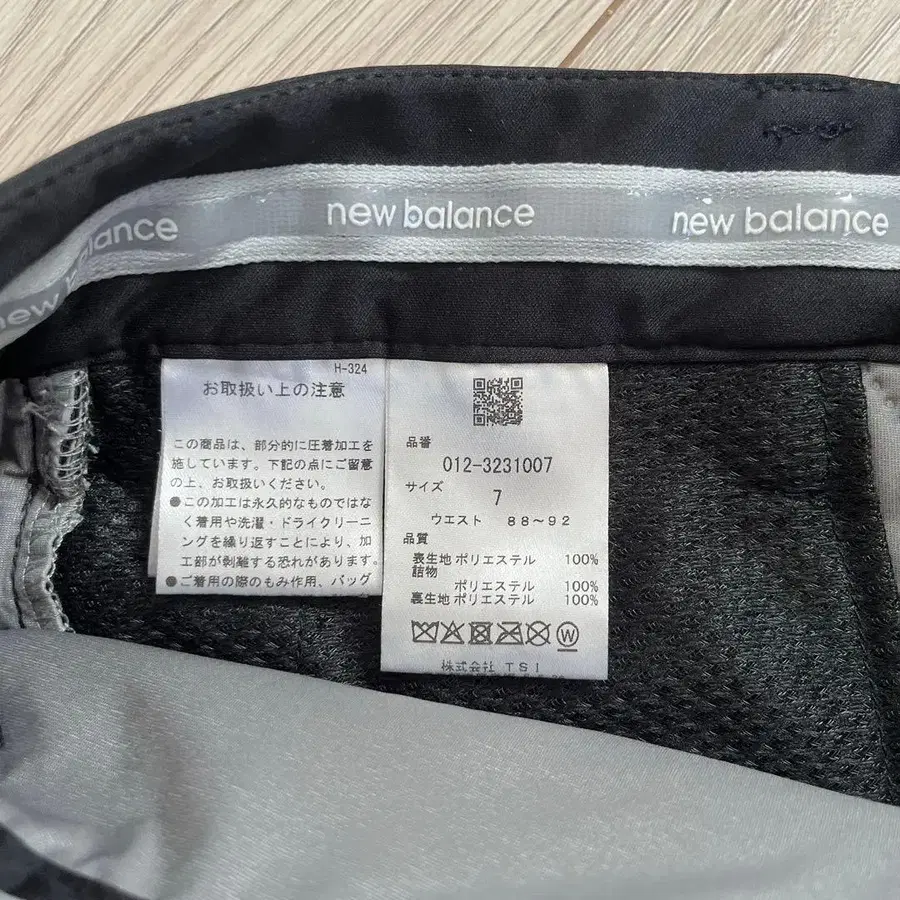 new balance
new balance
new balance
H-324
お取扱い上の注意
この商品は、部分的に圧着加工を
施しています。下記の点にご留意
の上、お取扱いください。
●この加工は永久的なものではな
く着用や洗濯・ドライクリーニ
ングを繰り返すことにより、加
工部が剥離する恐れがあります。
●ご着用の際のもみ作用、バッグ
品番
012-3231007
サイズ
7
ウエスト 88～92
品質
表生地 ポリエステル 100%
詰物
ポリエステル 100%
裏生地 ポリエステル 100%
W
株式会社 TSI